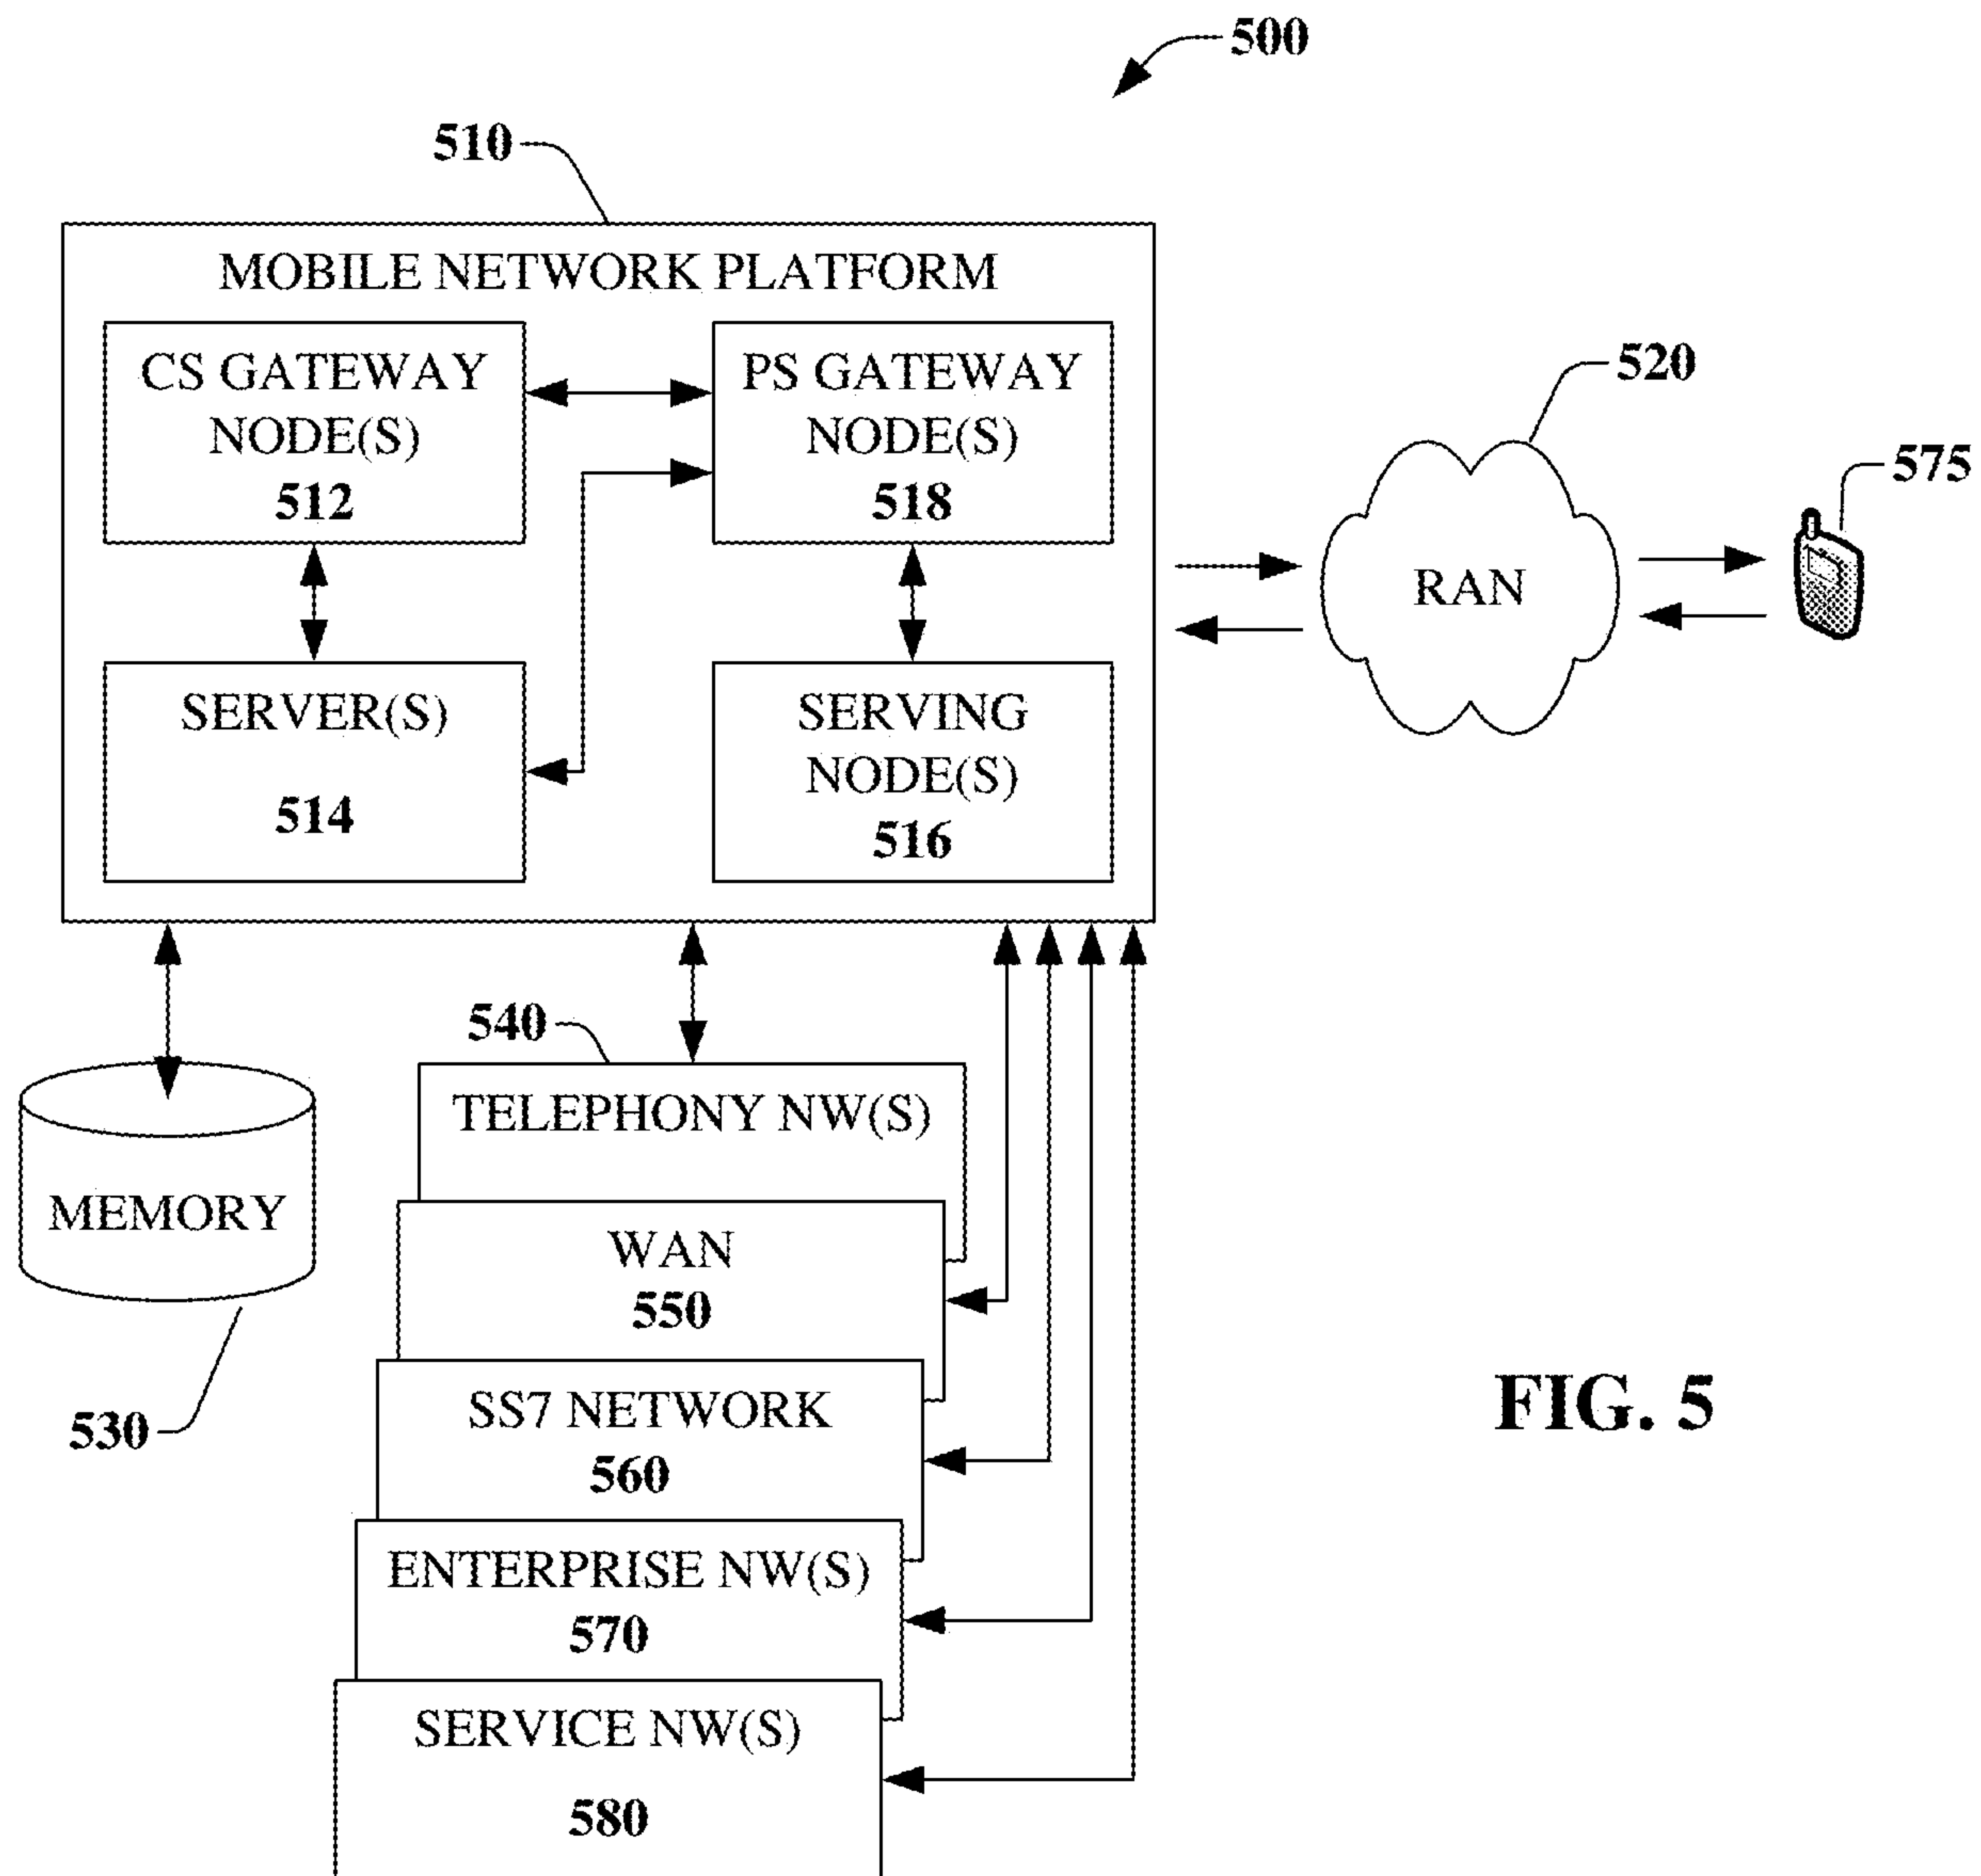 500
510
MOBILE NETWORK PLATFORM
CS GATEWAY
NODE(S)
512
PS GATEWAY
NODE(S)
518
SERVER(S)
514
SERVING
NODE(S)
516
520
RAN
575
MEMORY
530
540
TELEPHONY NW(S)
WAN
550
SS7 NETWORK
560
ENTERPRISE NW(S)
570
SERVICE NW(S)
580
FIG. 5